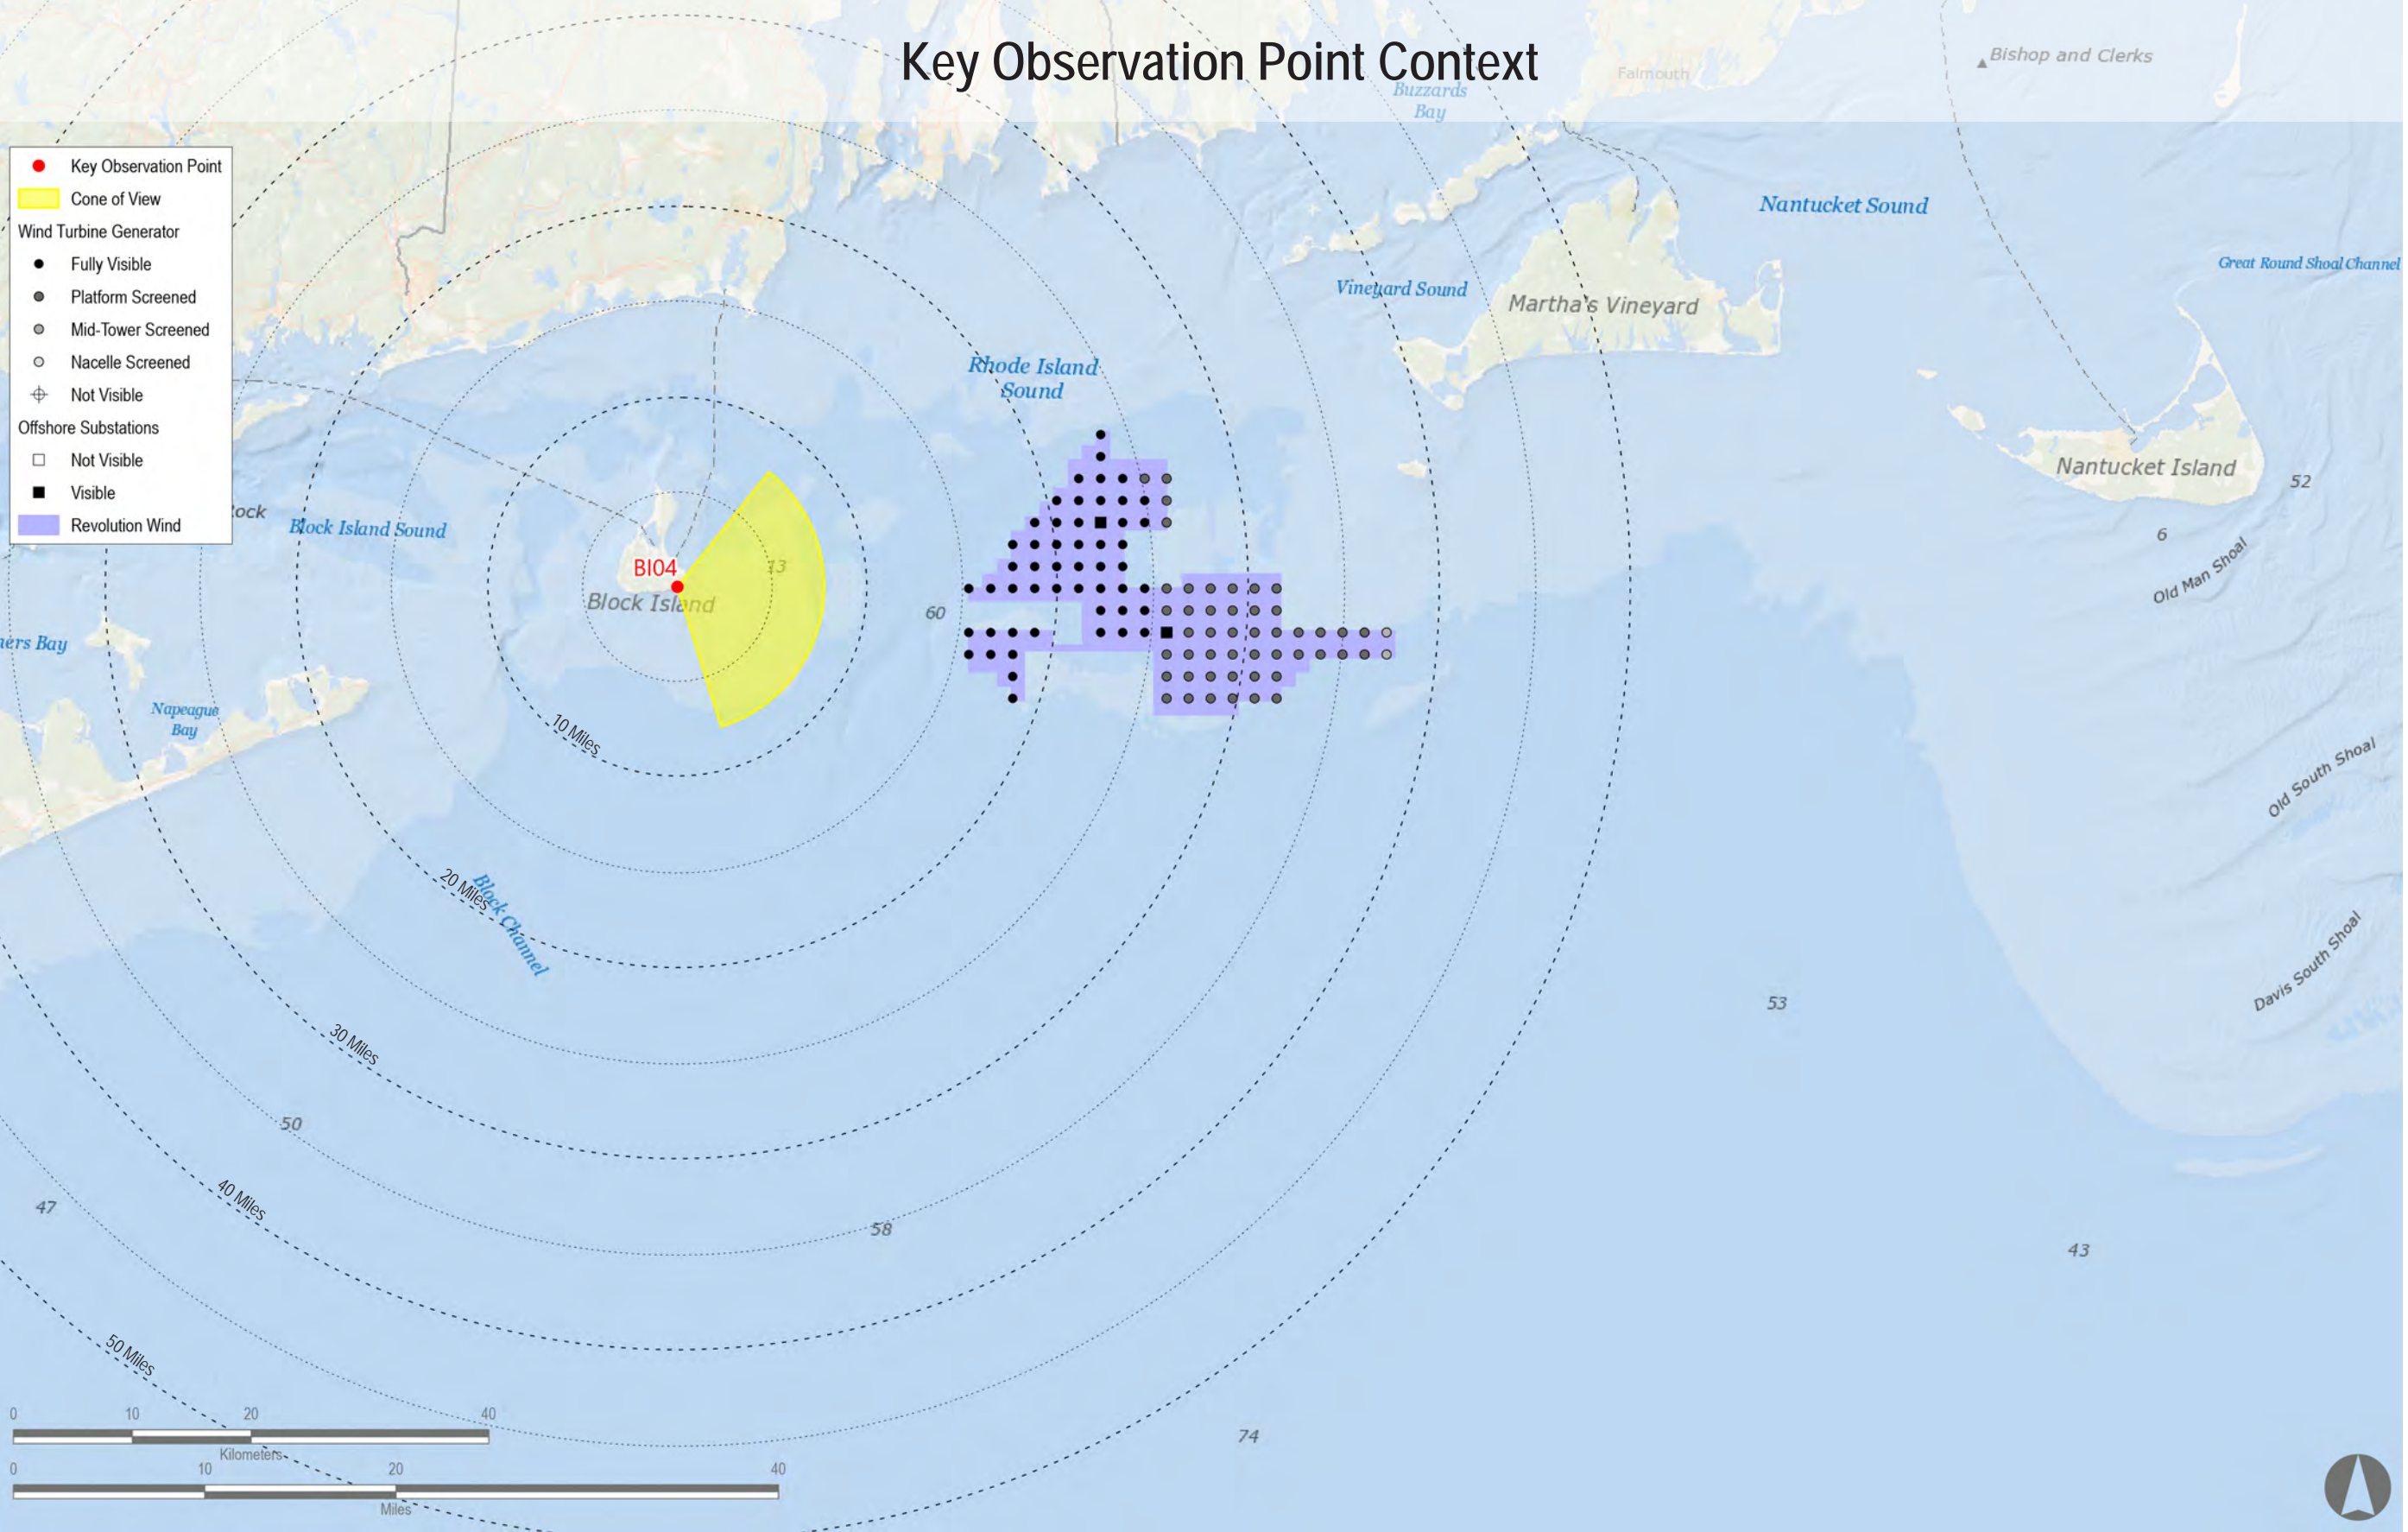 Key Observation Point Context
Bishop and Clerks
Falmouth
Buzzards
Bay
Key Observation Point
Cone of View
Wind Turbine Generator
Fully Visible
Platform Screened
Mid-Tower Screened
Nacelle Screened
Not Visible
Offshore Substations
Not Visible
Visible
Revolution Wind
Nantucket Sound
Great Round Shoal Channel
Vineyard Sound
Martha's Vineyard
Rhode Island
Sound
Nantucket Island
52
ock
Block Island Sound
6
Old Man Shoal
BI04
13
Block Island
60
ners Bay
Napeague
Bay
10 Miles
Old South Shoal
20 Miles
Block Channel
Davis South Shoal
53
30 Miles
50
40 Miles
47
58
43
50 Miles
74
0 10 20 40
Kilometers
0 10 20 40
Miles